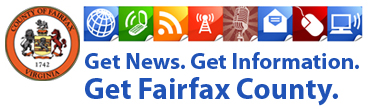 COUNTY OF FAIRFAX
1742
VIRGINIA
Get News. Get Information.
Get Fairfax County.